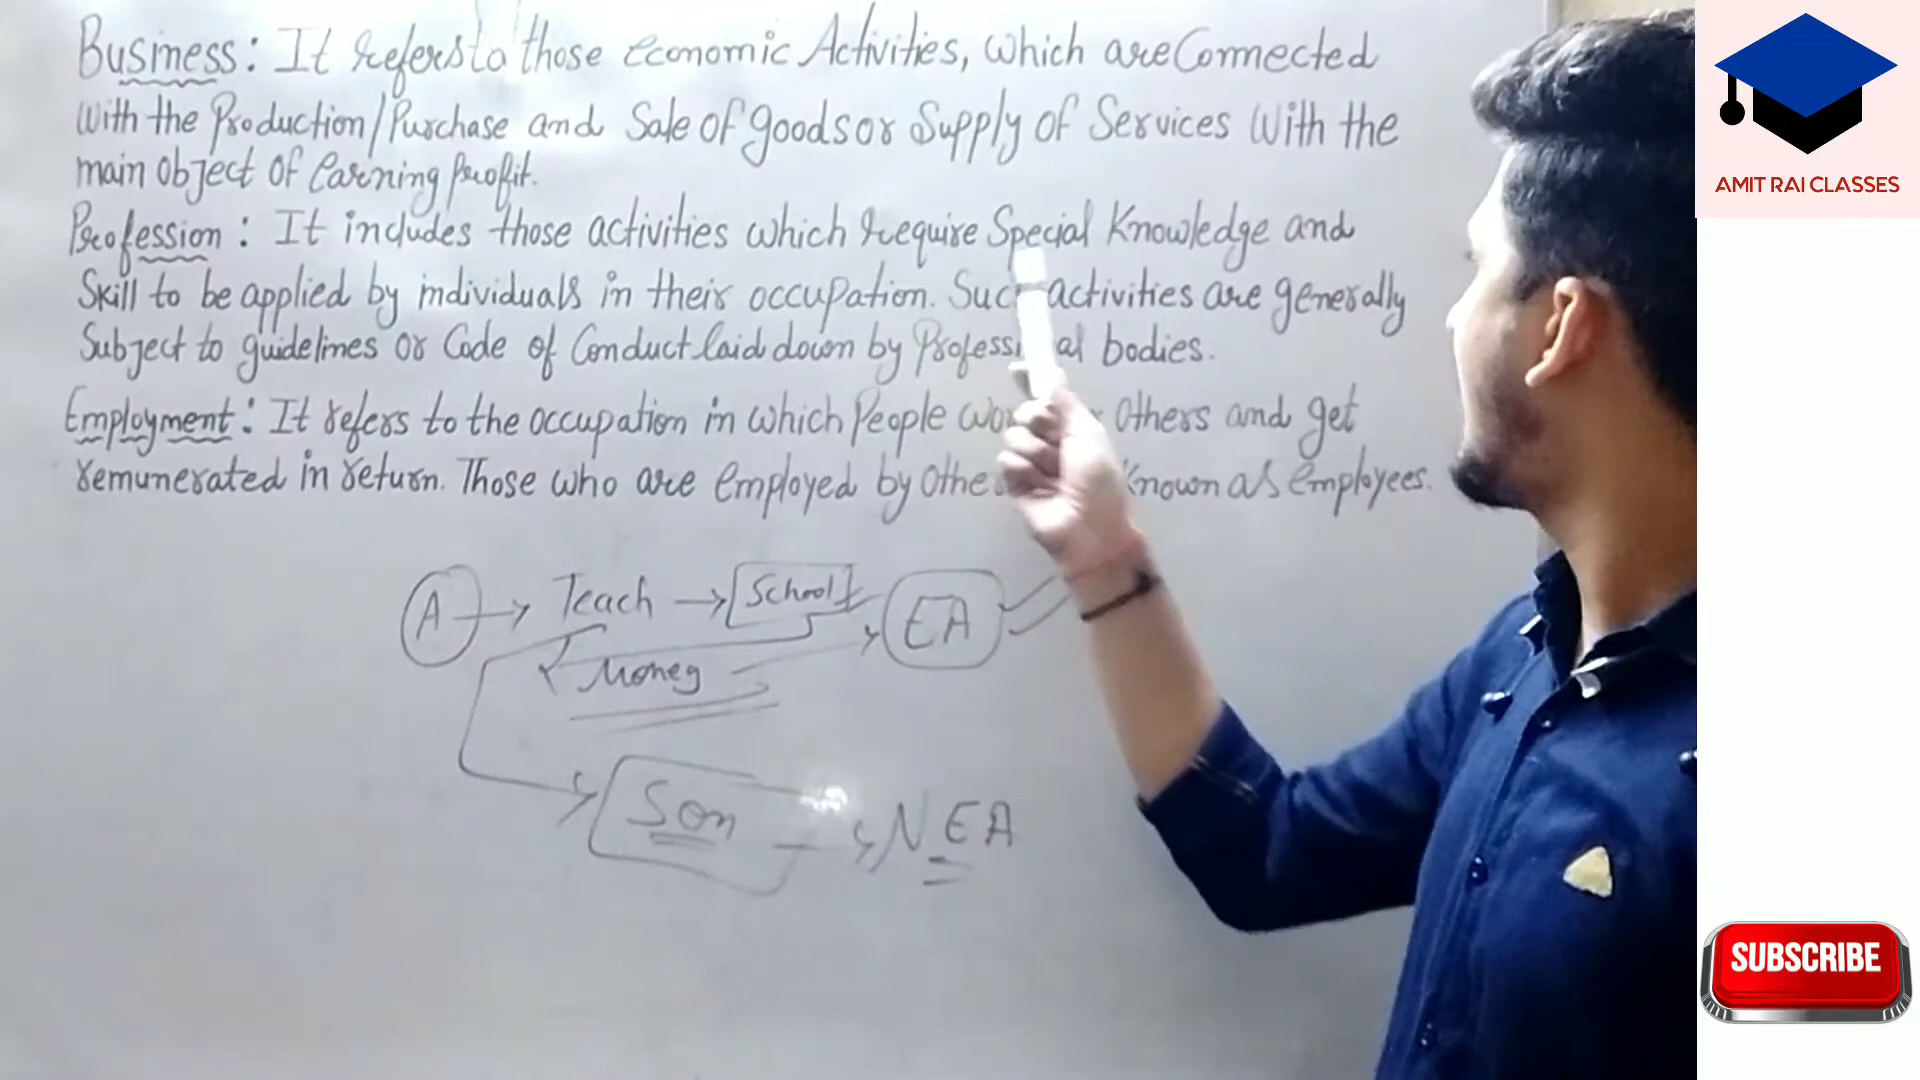 Business: It refers to those economic Activities, which are Connected
With the Production/Purchase and Sale of goods or Supply of Services With the
main object of earning profit.
Profession: It includes those activities which require Special Knowledge and
Skill to be applied by individuals in their occupation. Such activities are generally
Subject to guidelines or Code of Conduct laid down by Professional bodies.
Employment: It refers to the occupation in which People others and get
remunerated in return. Those who are employed by known as employees.
A → Teach → School EA
₹ Money
Son → NEA
AMIT RAI CLASSES
SUBSCRIBE